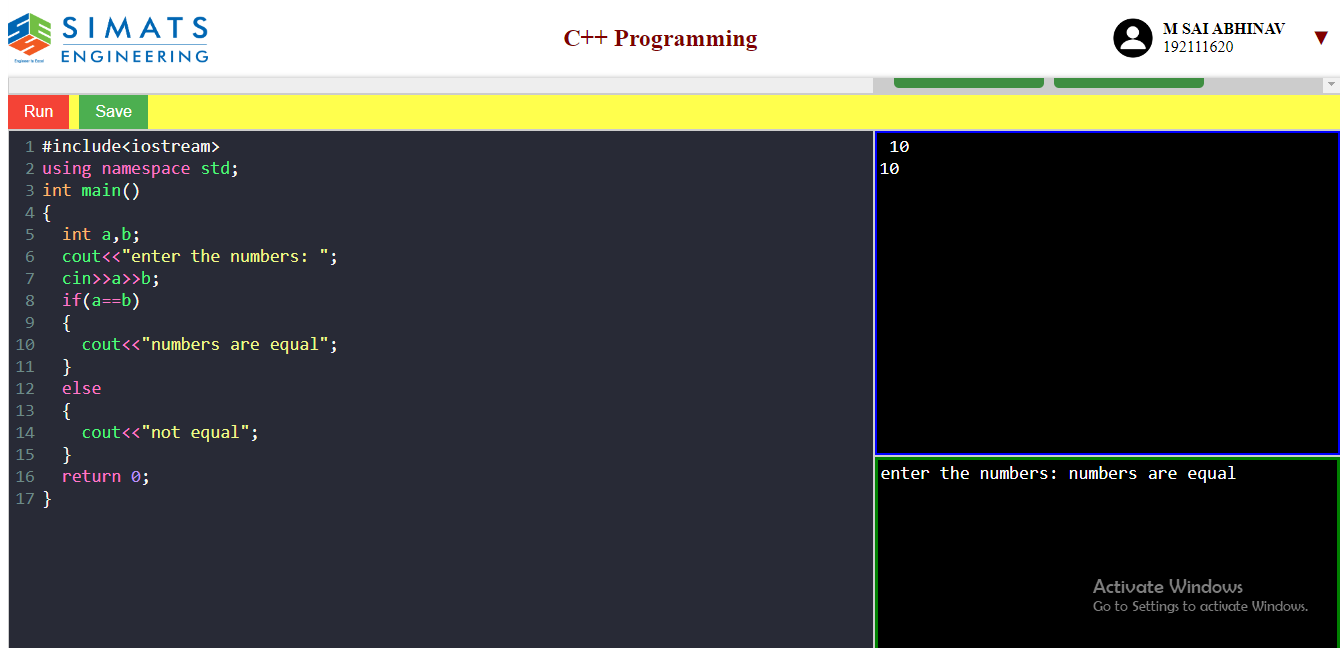 SIMATS
ENGINEERING
Engineer to Excel
C++ Programming
M SAI ABHINAV
192111620
Run
Save
1 #include<iostream>
2 using namespace std;
3 int main()
4 {
5   int a,b;
6   cout<<"enter the numbers: ";
7   cin>>a>>b;
8   if(a==b)
9   {
10     cout<<"numbers are equal";
11   }
12   else
13   {
14     cout<<"not equal";
15   }
16   return 0;
17 }
10
10
enter the numbers: numbers are equal
Activate Windows
Go to Settings to activate Windows.